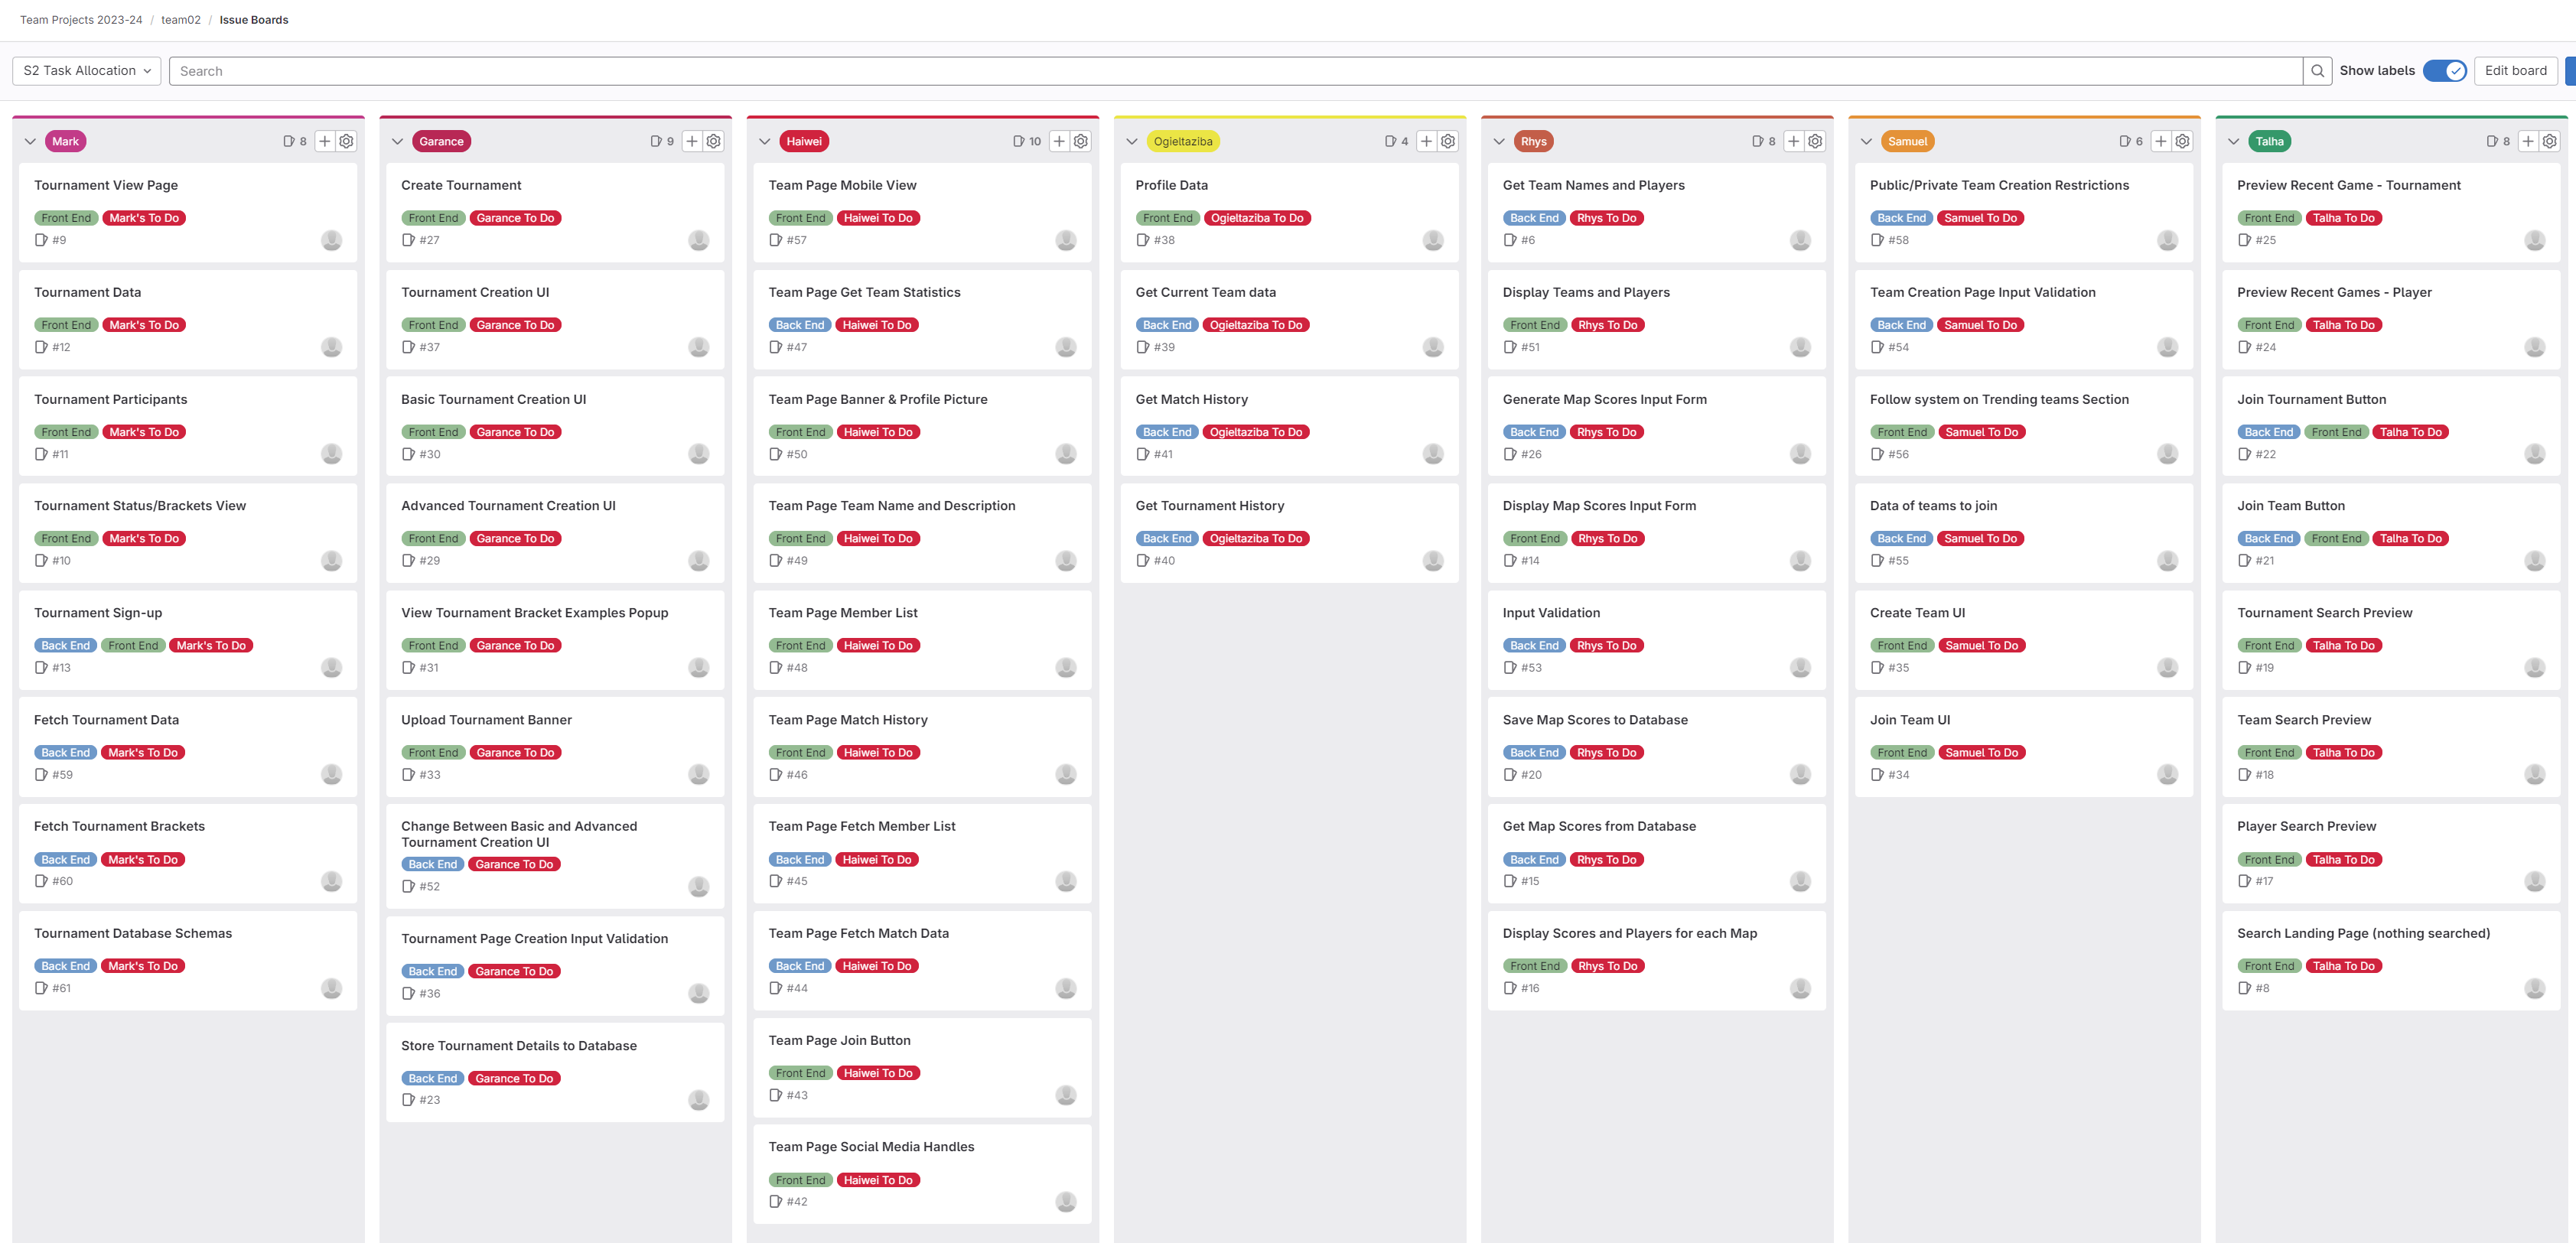 Team Projects 2023-24 / team02 / Issue Boards
S2 Task Allocation
Search
Show labels
Edit board
Mark
8
Tournament View Page
Front End Mark's To Do
#9
Tournament Data
Front End Mark's To Do
#12
Tournament Participants
Front End Mark's To Do
#11
Tournament Status/Brackets View
Front End Mark's To Do
#10
Tournament Sign-up
Back End Front End Mark's To Do
#13
Fetch Tournament Data
Back End Mark's To Do
#59
Fetch Tournament Brackets
Back End Mark's To Do
#60
Tournament Database Schemas
Back End Mark's To Do
#61
Garance
9
Create Tournament
Front End Garance To Do
#27
Tournament Creation UI
Front End Garance To Do
#37
Basic Tournament Creation UI
Front End Garance To Do
#30
Advanced Tournament Creation UI
Front End Garance To Do
#29
View Tournament Bracket Examples Popup
Front End Garance To Do
#31
Upload Tournament Banner
Front End Garance To Do
#33
Change Between Basic and Advanced
Tournament Creation UI
Back End Garance To Do
#52
Tournament Page Creation Input Validation
Back End Garance To Do
#36
Store Tournament Details to Database
Back End Garance To Do
#23
Haiwei
10
Team Page Mobile View
Front End Haiwei To Do
#57
Team Page Get Team Statistics
Back End Haiwei To Do
#47
Team Page Banner & Profile Picture
Front End Haiwei To Do
#50
Team Page Team Name and Description
Front End Haiwei To Do
#49
Team Page Member List
Front End Haiwei To Do
#48
Team Page Match History
Front End Haiwei To Do
#46
Team Page Fetch Member List
Back End Haiwei To Do
#45
Team Page Fetch Match Data
Back End Haiwei To Do
#44
Team Page Join Button
Front End Haiwei To Do
#43
Team Page Social Media Handles
Front End Haiwei To Do
#42
Ogieltaziba
4
Profile Data
Front End Ogieltaziba To Do
#38
Get Current Team data
Back End Ogieltaziba To Do
#39
Get Match History
Back End Ogieltaziba To Do
#41
Get Tournament History
Back End Ogieltaziba To Do
#40
Rhys
8
Get Team Names and Players
Back End Rhys To Do
#6
Display Teams and Players
Front End Rhys To Do
#51
Generate Map Scores Input Form
Back End Rhys To Do
#26
Display Map Scores Input Form
Front End Rhys To Do
#14
Input Validation
Back End Rhys To Do
#53
Save Map Scores to Database
Back End Rhys To Do
#20
Get Map Scores from Database
Back End Rhys To Do
#15
Display Scores and Players for each Map
Front End Rhys To Do
#16
Samuel
6
Public/Private Team Creation Restrictions
Back End Samuel To Do
#58
Team Creation Page Input Validation
Back End Samuel To Do
#54
Follow system on Trending teams Section
Front End Samuel To Do
#56
Data of teams to join
Back End Samuel To Do
#55
Create Team UI
Front End Samuel To Do
#35
Join Team UI
Front End Samuel To Do
#34
Talha
8
Preview Recent Game - Tournament
Front End Talha To Do
#25
Preview Recent Games - Player
Front End Talha To Do
#24
Join Tournament Button
Back End Front End Talha To Do
#22
Join Team Button
Back End Front End Talha To Do
#21
Tournament Search Preview
Front End Talha To Do
#19
Team Search Preview
Front End Talha To Do
#18
Player Search Preview
Front End Talha To Do
#17
Search Landing Page (nothing searched)
Front End Talha To Do
#8